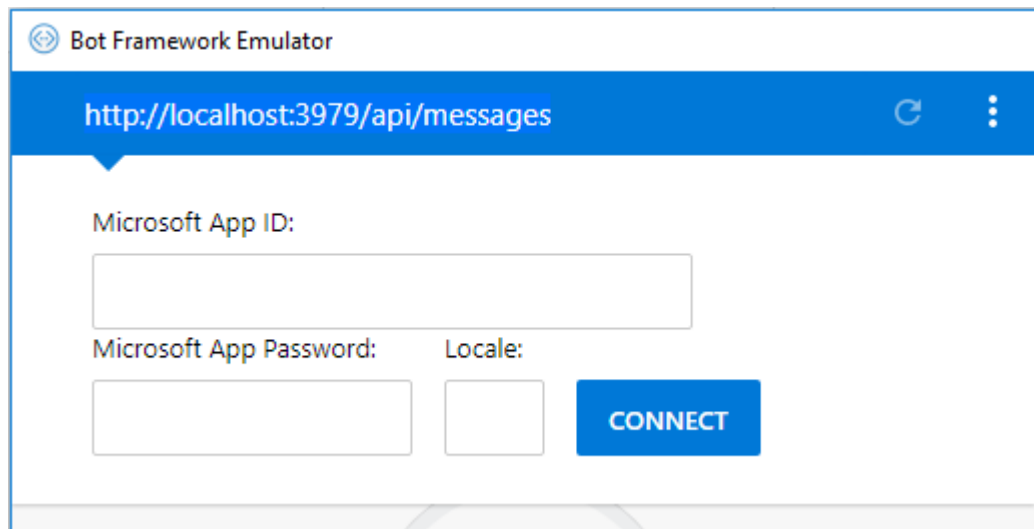 Bot Framework Emulator
http://localhost:3979/api/messages
Microsoft App ID:
Microsoft App Password: Locale:
CONNECT